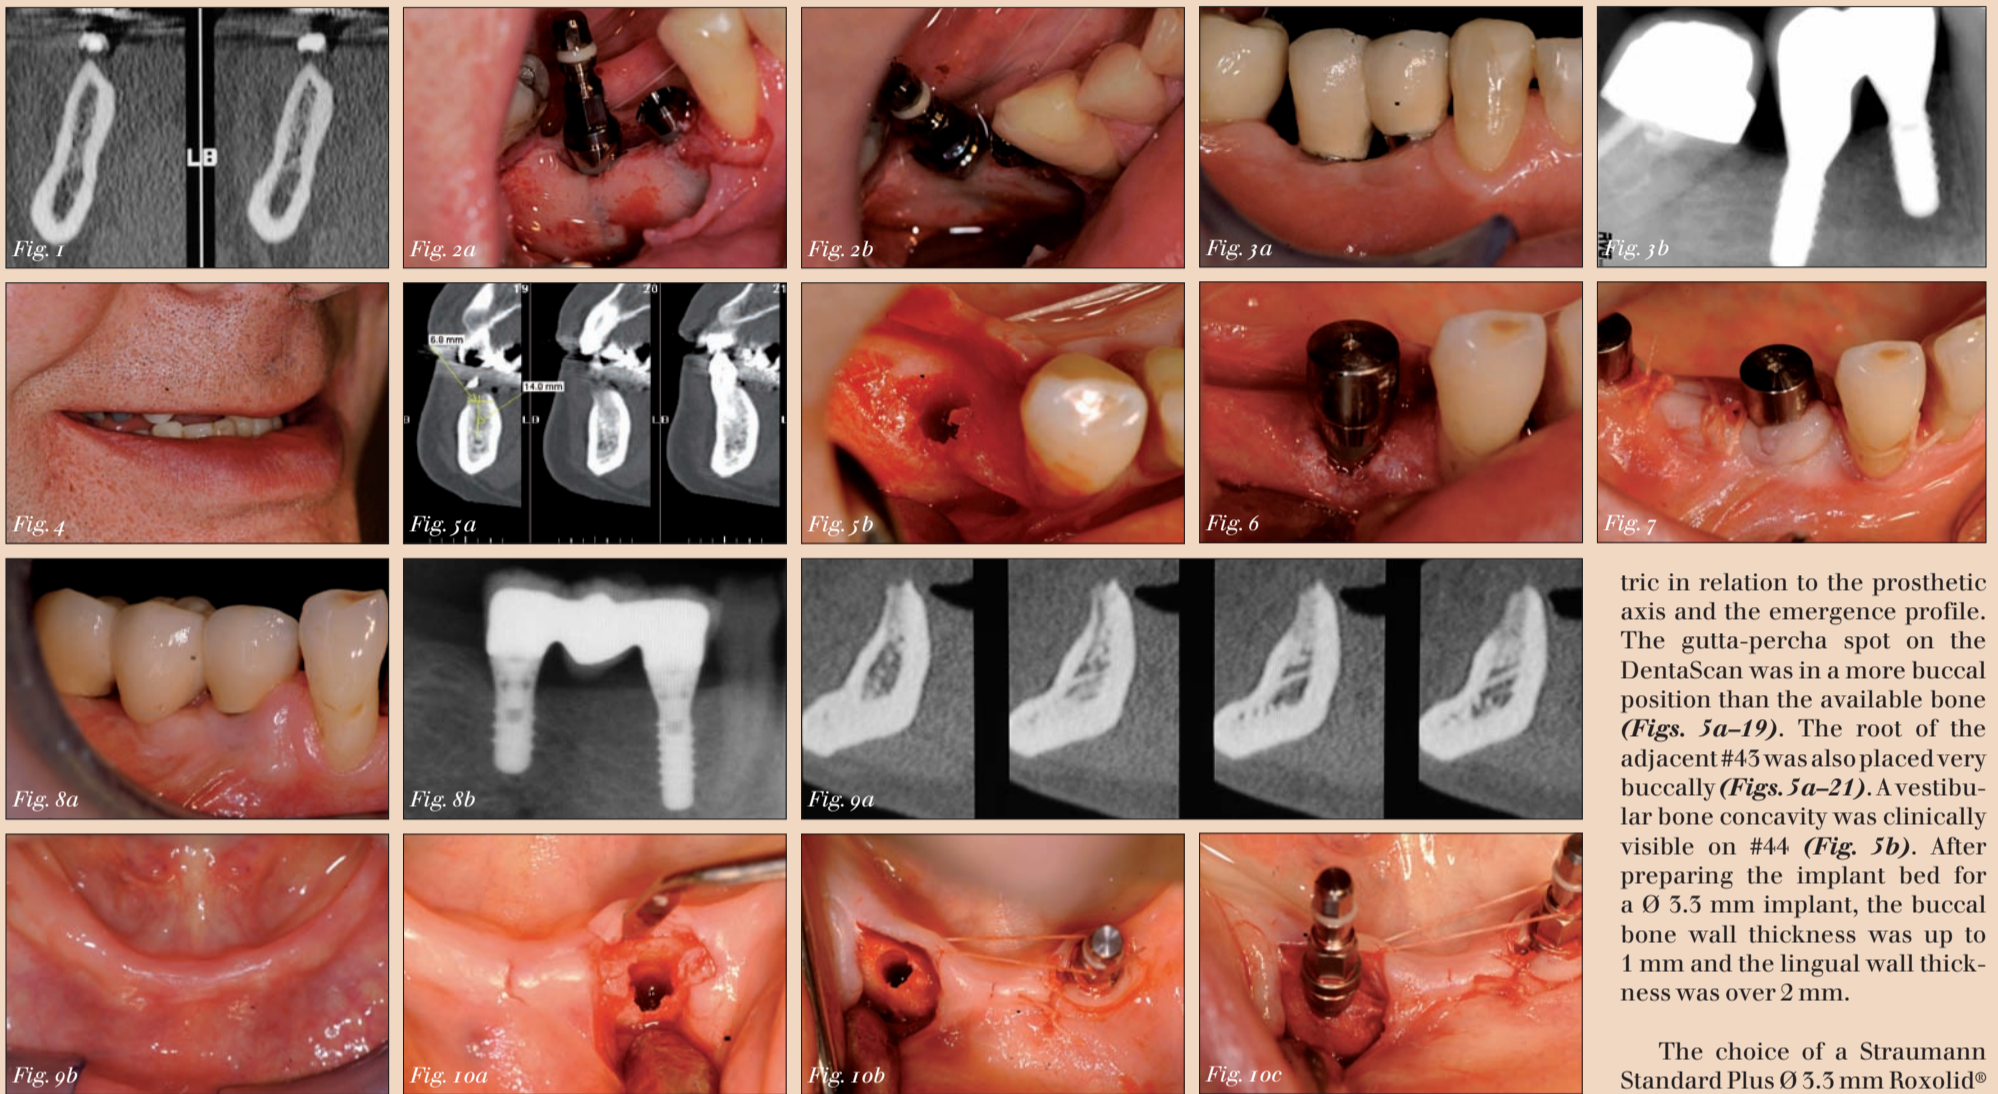 L B
Fig. 1
Fig. 2a
Fig. 2b
Fig. 3a
Fig. 3b
Fig. 4
19
20
21
6.8 mm
14.0 mm
B
L B
L B
L
Fig. 5a
Fig. 5b
Fig. 6
Fig. 7
Fig. 8a
Fig. 8b
Fig. 9a
Fig. 9b
Fig. 10a
Fig. 10b
Fig. 10c
tric in relation to the prosthetic
axis and the emergence profile.
The gutta-percha spot on the
DentaScan was in a more buccal
position than the available bone
(Figs. 5a–19). The root of the
adjacent #43 was also placed very
buccally (Figs. 5a–21). A vestibu-
lar bone concavity was clinically
visible on #44 (Fig. 5b). After
preparing the implant bed for
a Ø 3.3 mm implant, the buccal
bone wall thickness was up to
1 mm and the lingual wall thick-
ness was over 2 mm.
The choice of a Straumann
Standard Plus Ø 3.3 mm Roxolid®